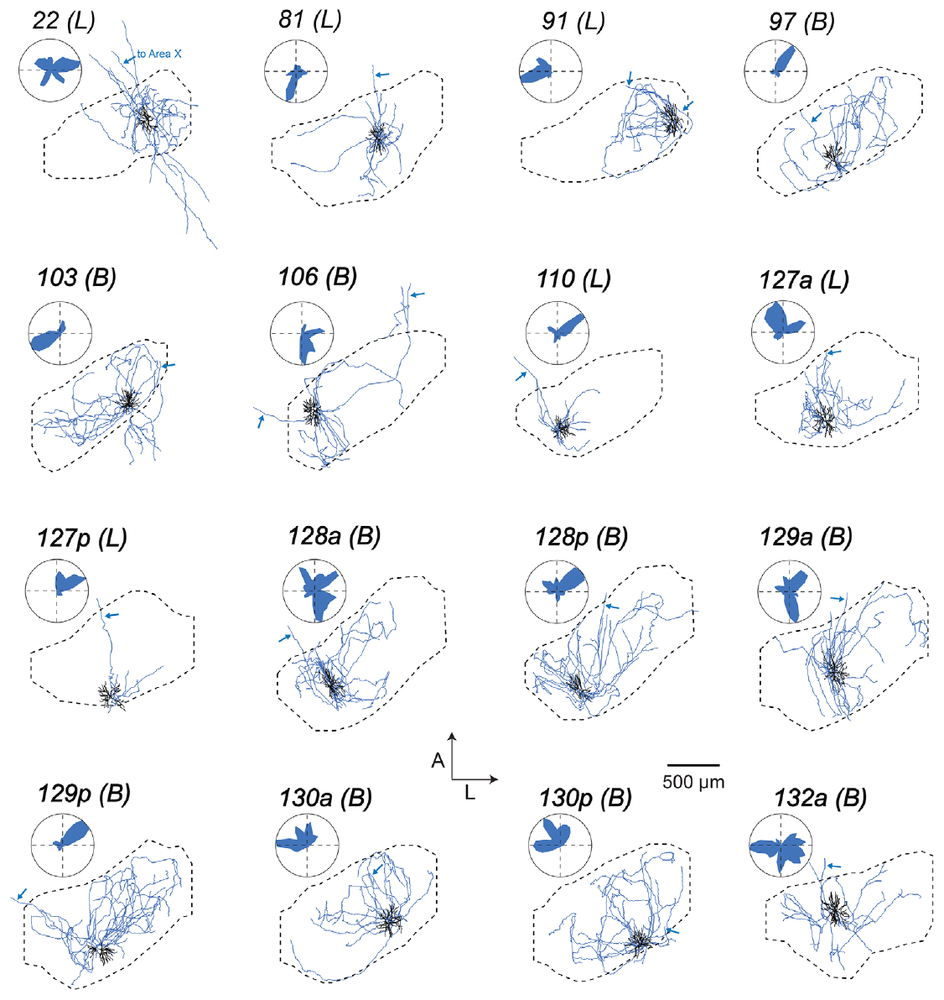 22 (L)
81 (L)
91 (L)
97 (B)
to Area X
103 (B)
106 (B)
110 (L)
127a (L)
127p (L)
128a (B)
128p (B)
129a (B)
A
L
500 µm
129p (B)
130a (B)
130p (B)
132a (B)